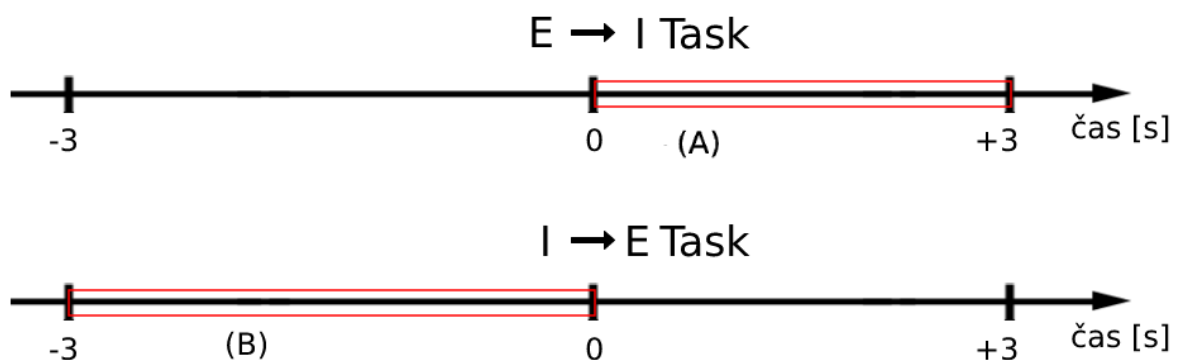 E → I Task
-3 0 (A) +3 čas [s]
I → E Task
-3 (B) 0 +3 čas [s]